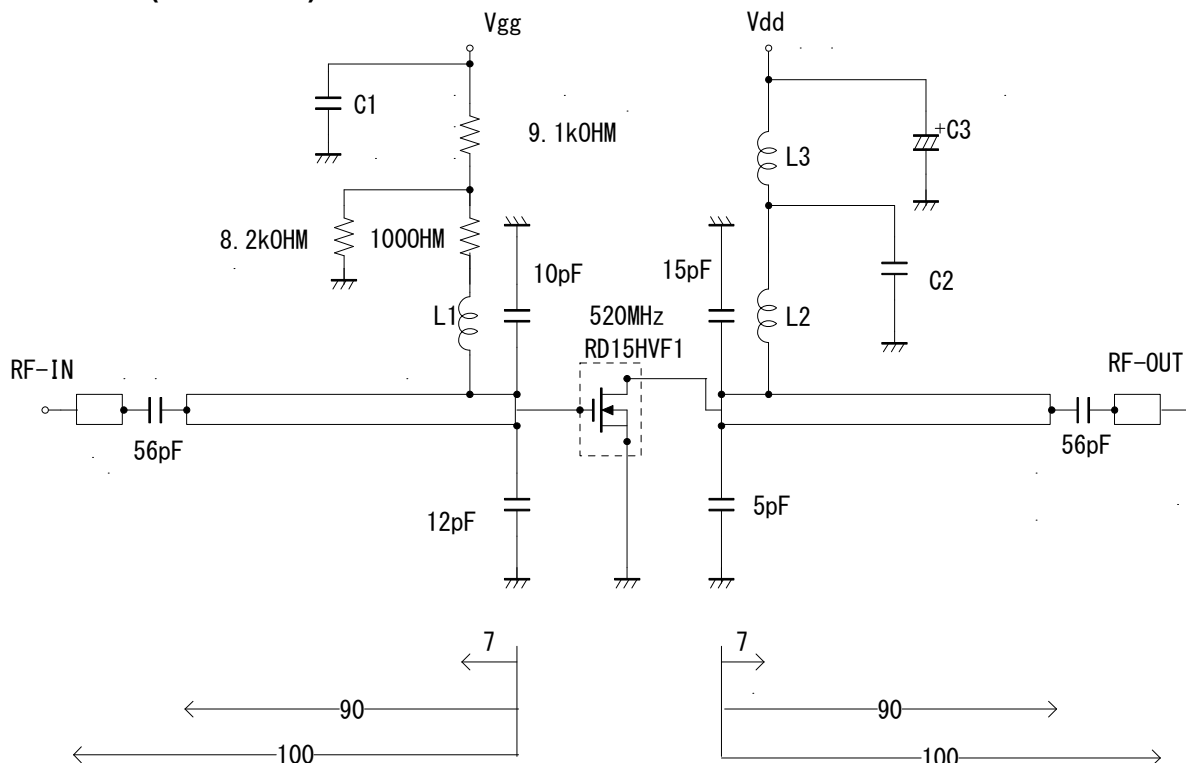 Vgg
Vdd
C1
9.1kOHM
+C3
L3
8.2kOHM
100OHM
10pF
15pF
C2
L1
520MHz
L2
RD15HVF1
RF-IN
RF-OUT
56pF
56pF
12pF
5pF
7
7
90
90
100
100